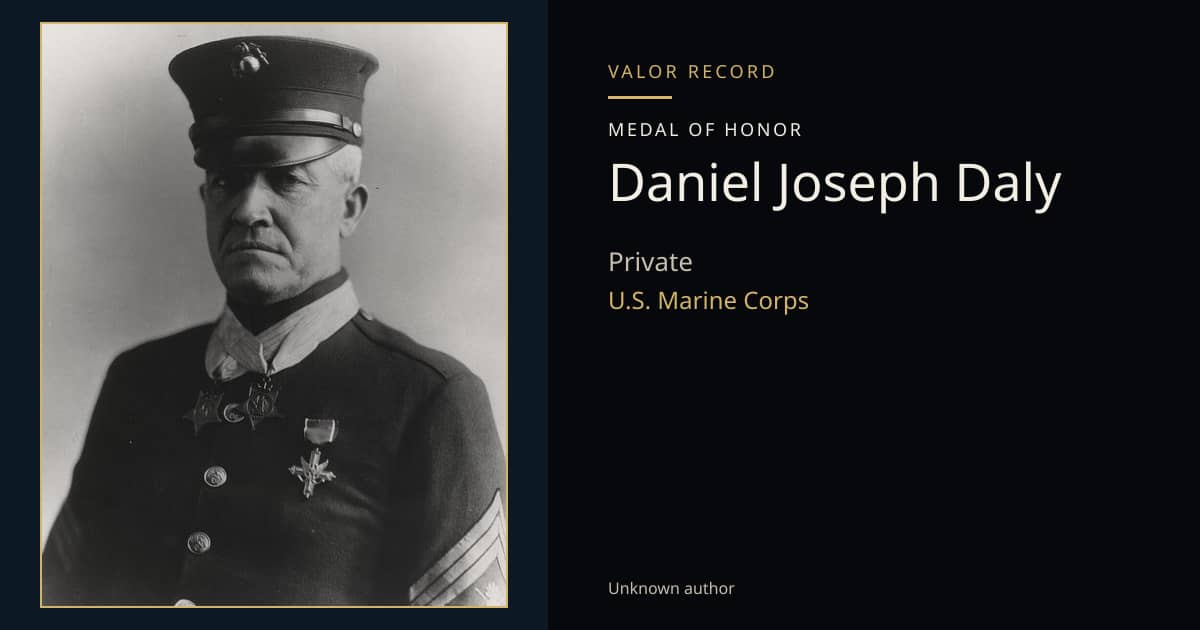 VALOR RECORD
MEDAL OF HONOR
Daniel Joseph Daly
Private
U.S. Marine Corps
Unknown author